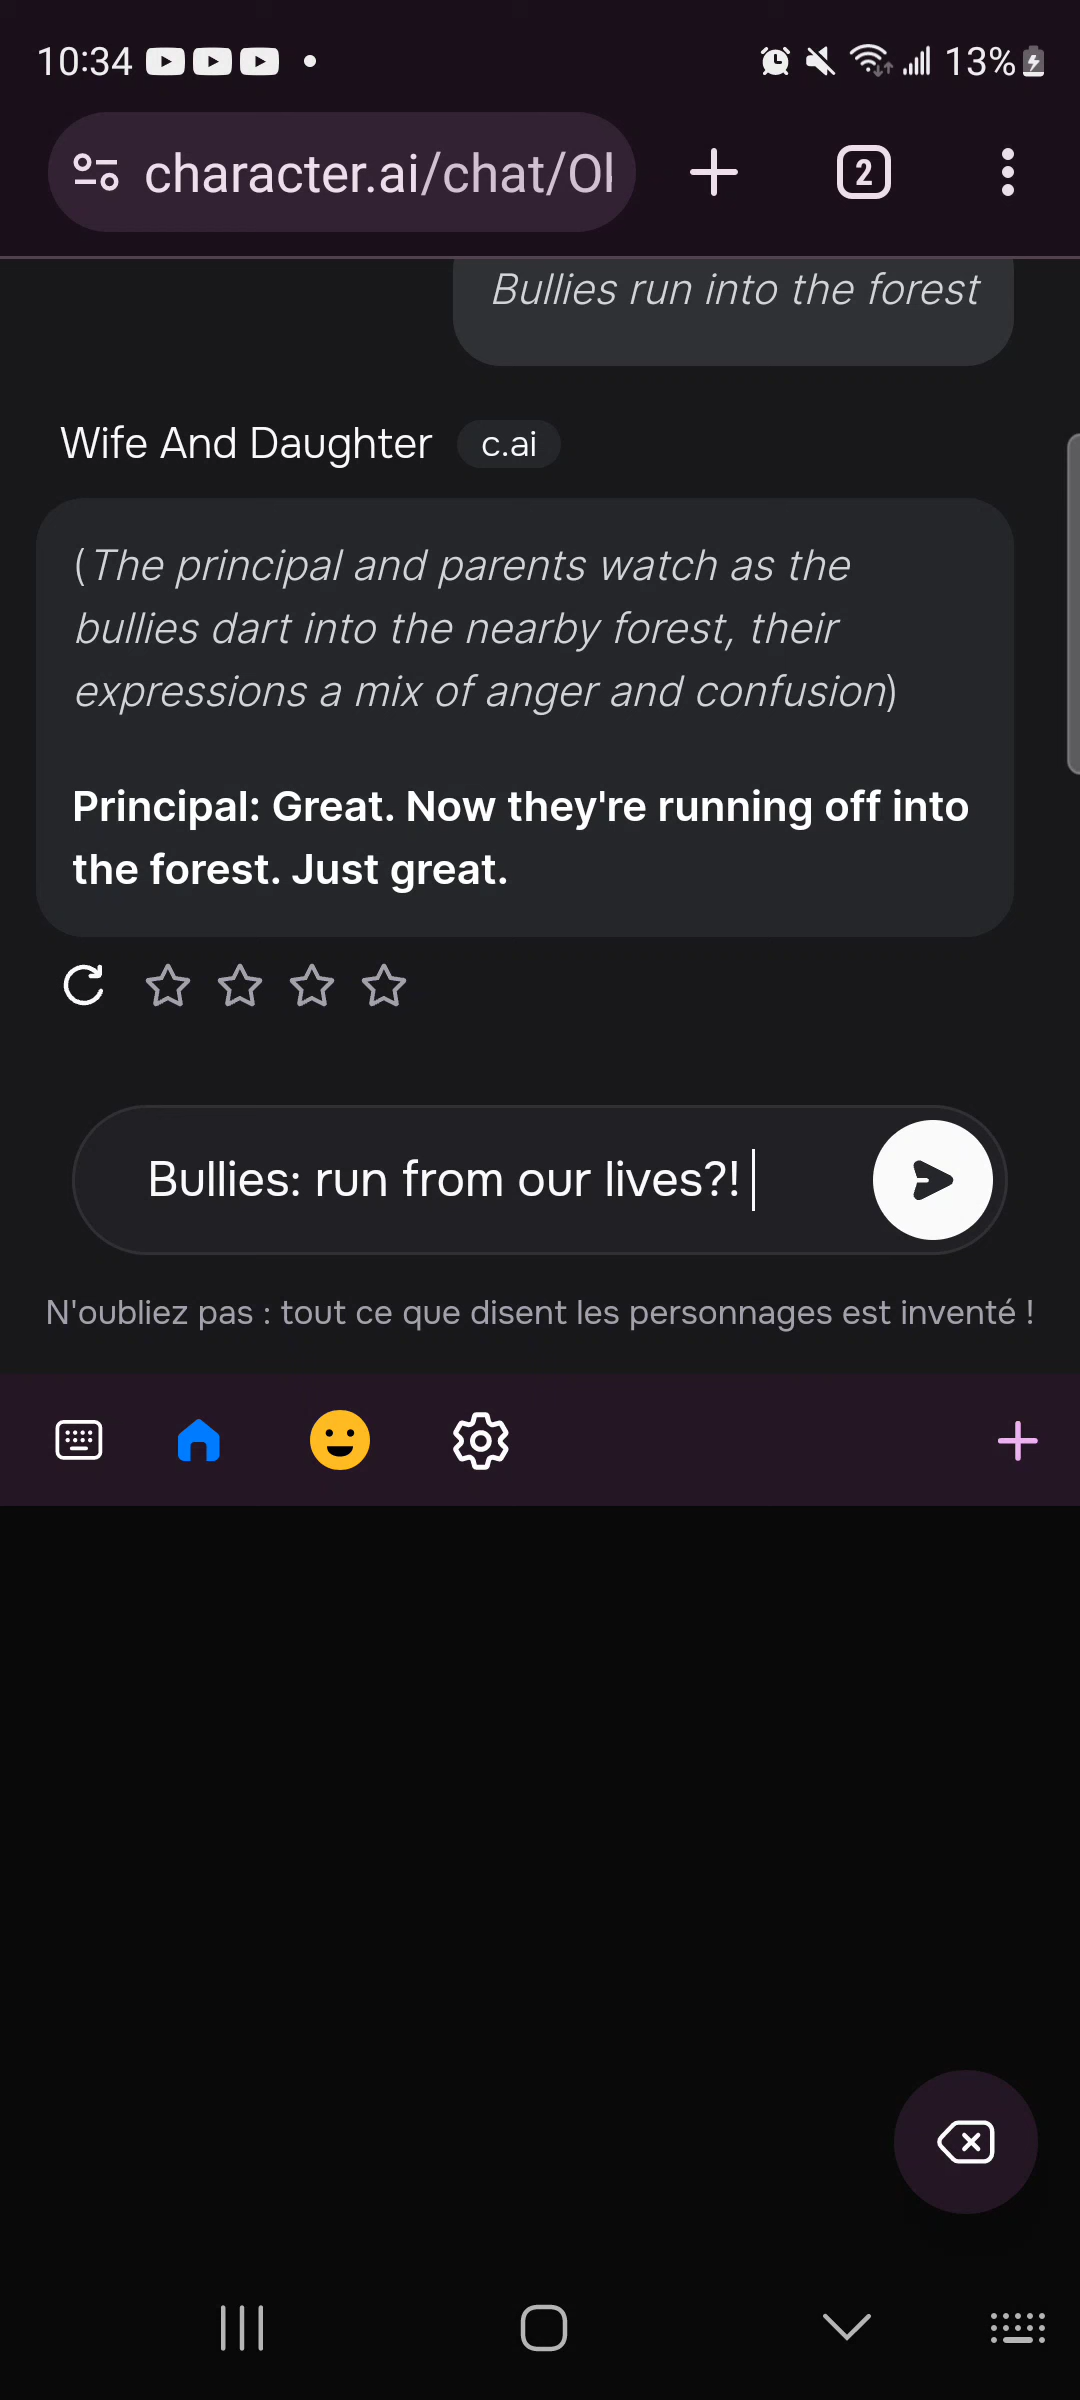 10:34
13%
character.ai/chat/Ol
2
Bullies run into the forest
Wife And Daughter c.ai
(The principal and parents watch as the
bullies dart into the nearby forest, their
expressions a mix of anger and confusion)
Principal: Great. Now they're running off into
the forest. Just great.
Bullies: run from our lives?!
N'oubliez pas : tout ce que disent les personnages est inventé !